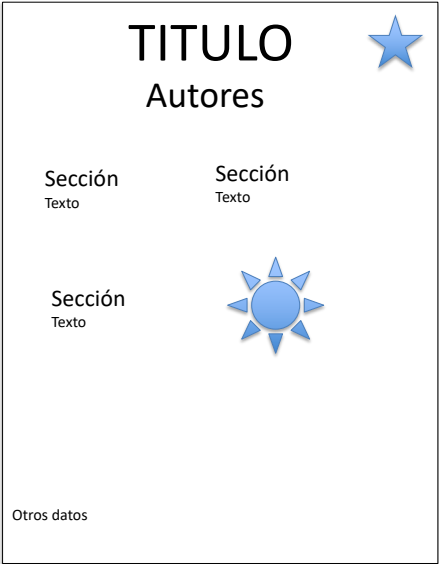 TITULO
Autores
Sección
Texto
Sección
Texto
Sección
Texto
Otros datos